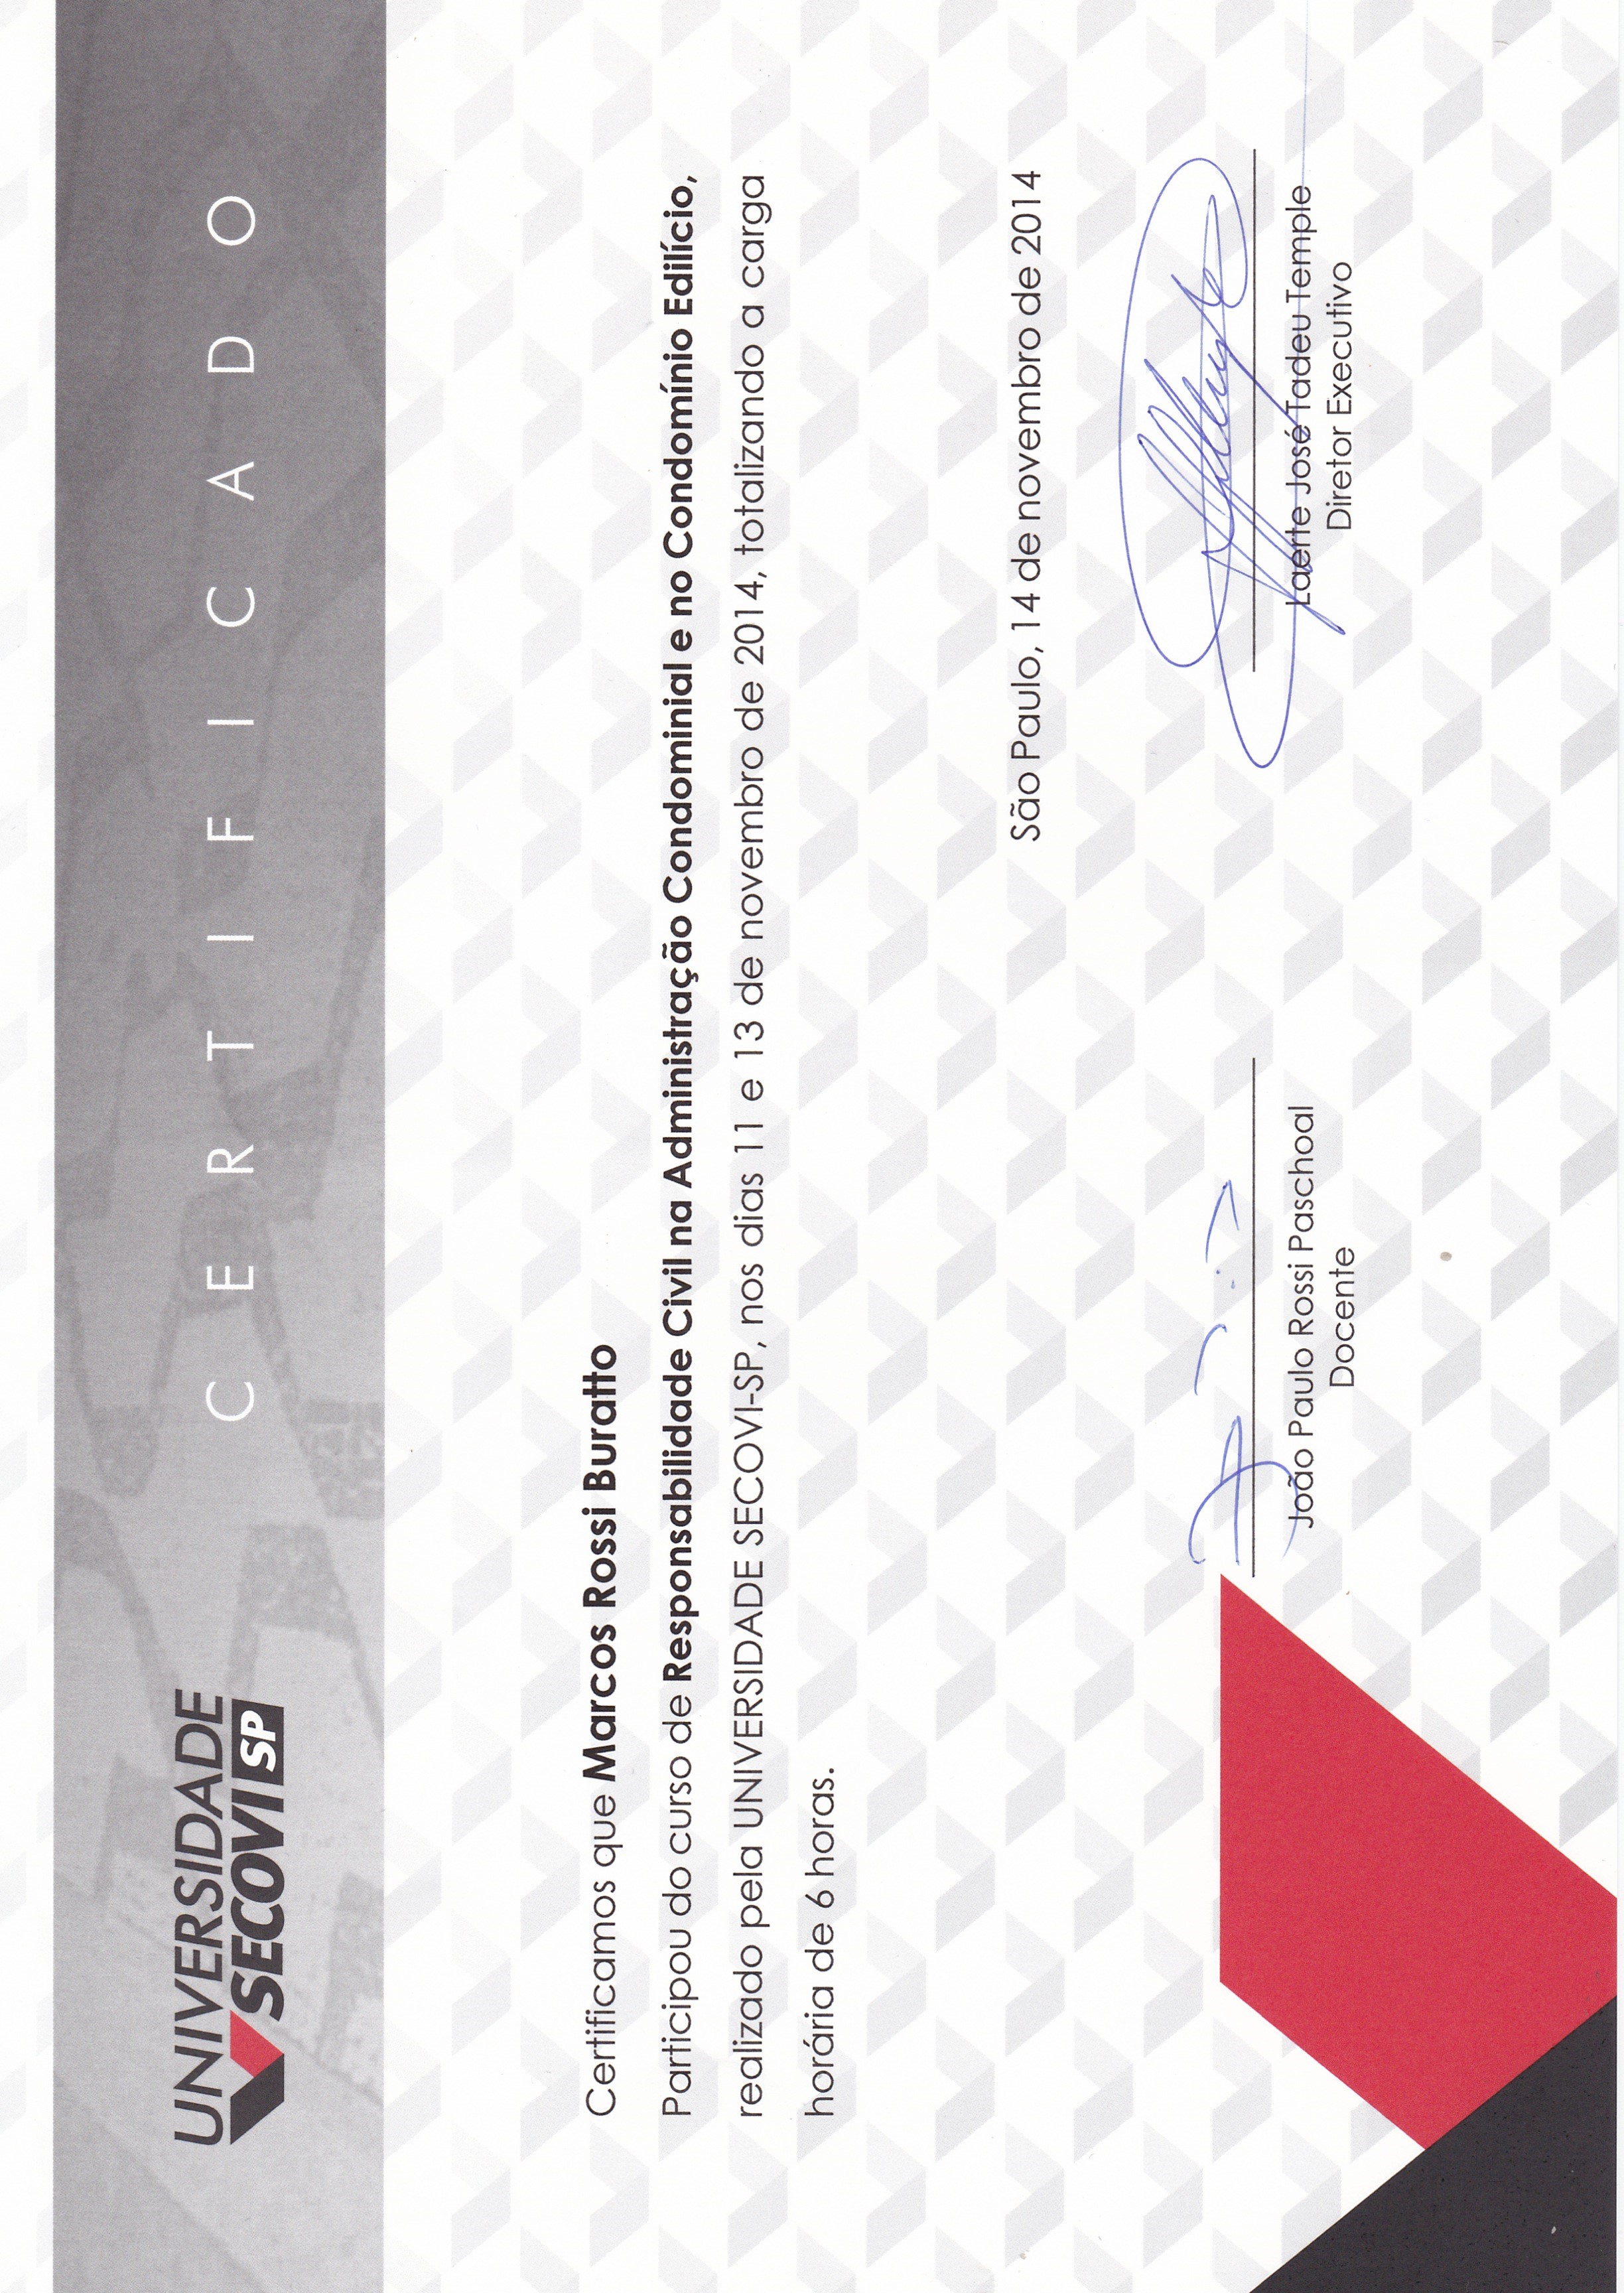 UNIVERSIDADE
SECOVI SP
CERTIFICADO
Certificamos que Marcos Rossi Buratto
Participou do curso de Responsabilidade Civil na Administração Condominial e no Condomínio Edilício,
realizado pela UNIVERSIDADE SECOVI-SP, nos dias 11 e 13 de novembro de 2014, totalizando a carga
horária de 6 horas.
São Paulo, 14 de novembro de 2014
João Paulo Rossi Paschoal
Docente
Laerte José Tadeu Temple
Diretor Executivo